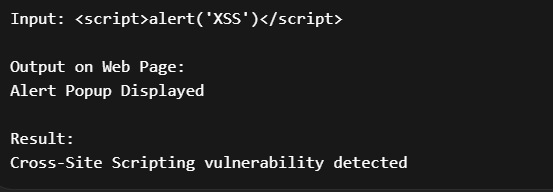 Input: <script>alert('XSS')</script>
Output on Web Page:
Alert Popup Displayed
Result:
Cross-Site Scripting vulnerability detected